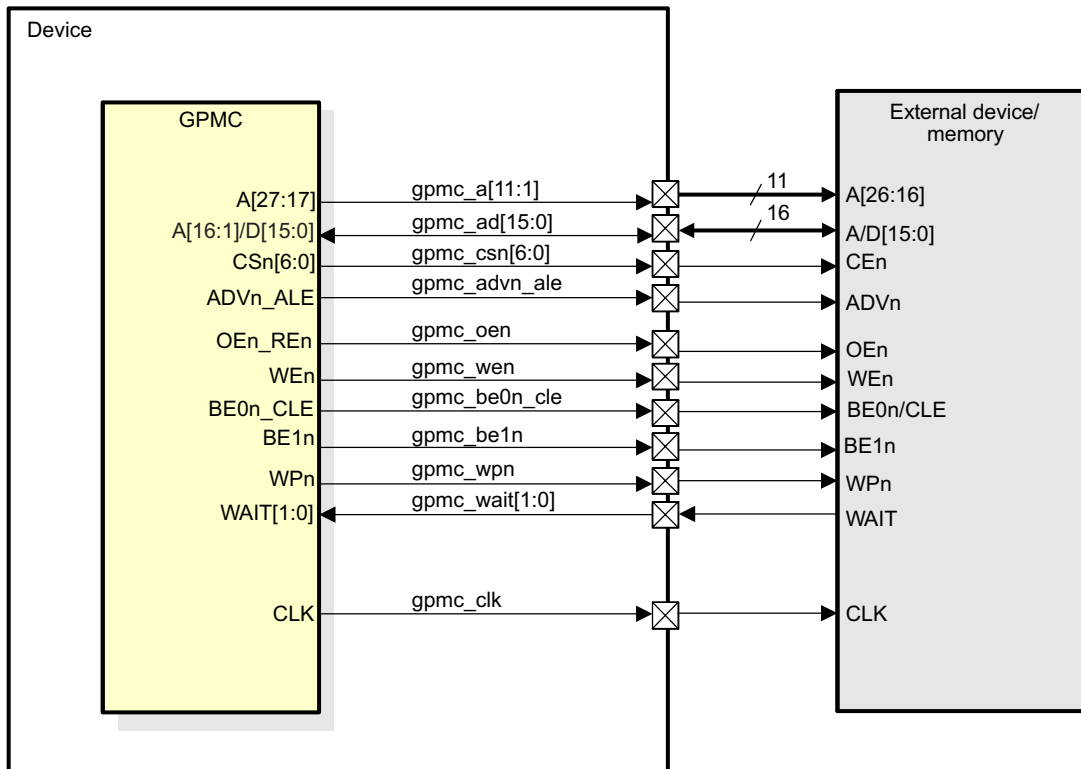 Device
GPMC
External device/
memory
A[27:17]
gpmc_a[11:1]
11
A[26:16]
A[16:1]/D[15:0]
gpmc_ad[15:0]
16
A/D[15:0]
CSn[6:0]
gpmc_csn[6:0]
CEn
ADVn_ALE
gpmc_advn_ale
ADVn
OEn_REn
gpmc_oen
OEn
WEn
gpmc_wen
WEn
BE0n_CLE
gpmc_be0n_cle
BE0n/CLE
BE1n
gpmc_be1n
BE1n
WPn
gpmc_wpn
WPn
WAIT[1:0]
gpmc_wait[1:0]
WAIT
CLK
gpmc_clk
CLK